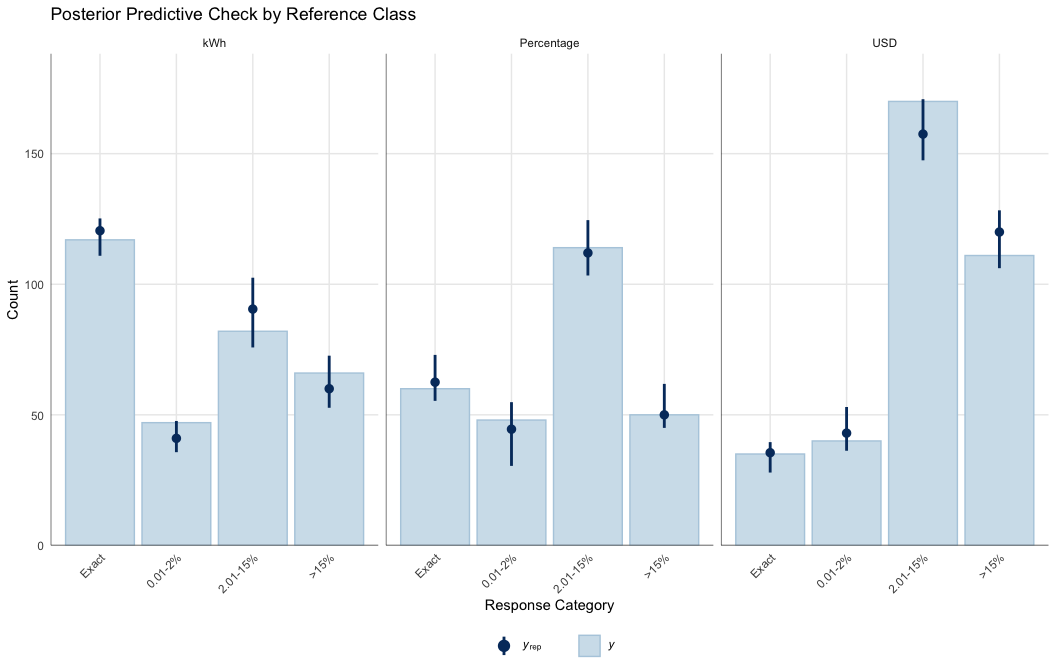 Posterior Predictive Check by Reference Class
kWh
Percentage
USD
Count
150
100
50
0
Exact
0.01-2%
2.01-15%
>15%
Exact
0.01-2%
2.01-15%
>15%
Exact
0.01-2%
2.01-15%
>15%
Response Category
yrep
y